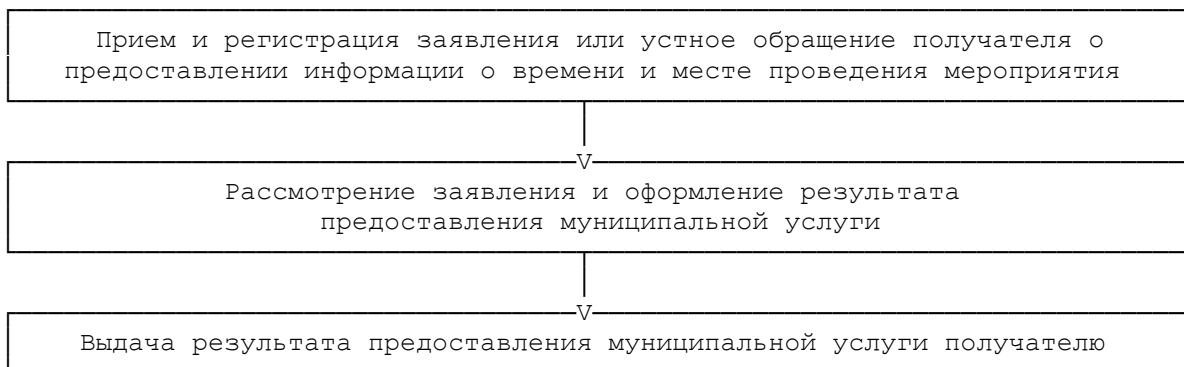 Прием и регистрация заявления или устное обращение получателя о
предоставлении информации о времени и месте проведения мероприятия
V
Рассмотрение заявления и оформление результата
предоставления муниципальной услуги
V
Выдача результата предоставления муниципальной услуги получателю